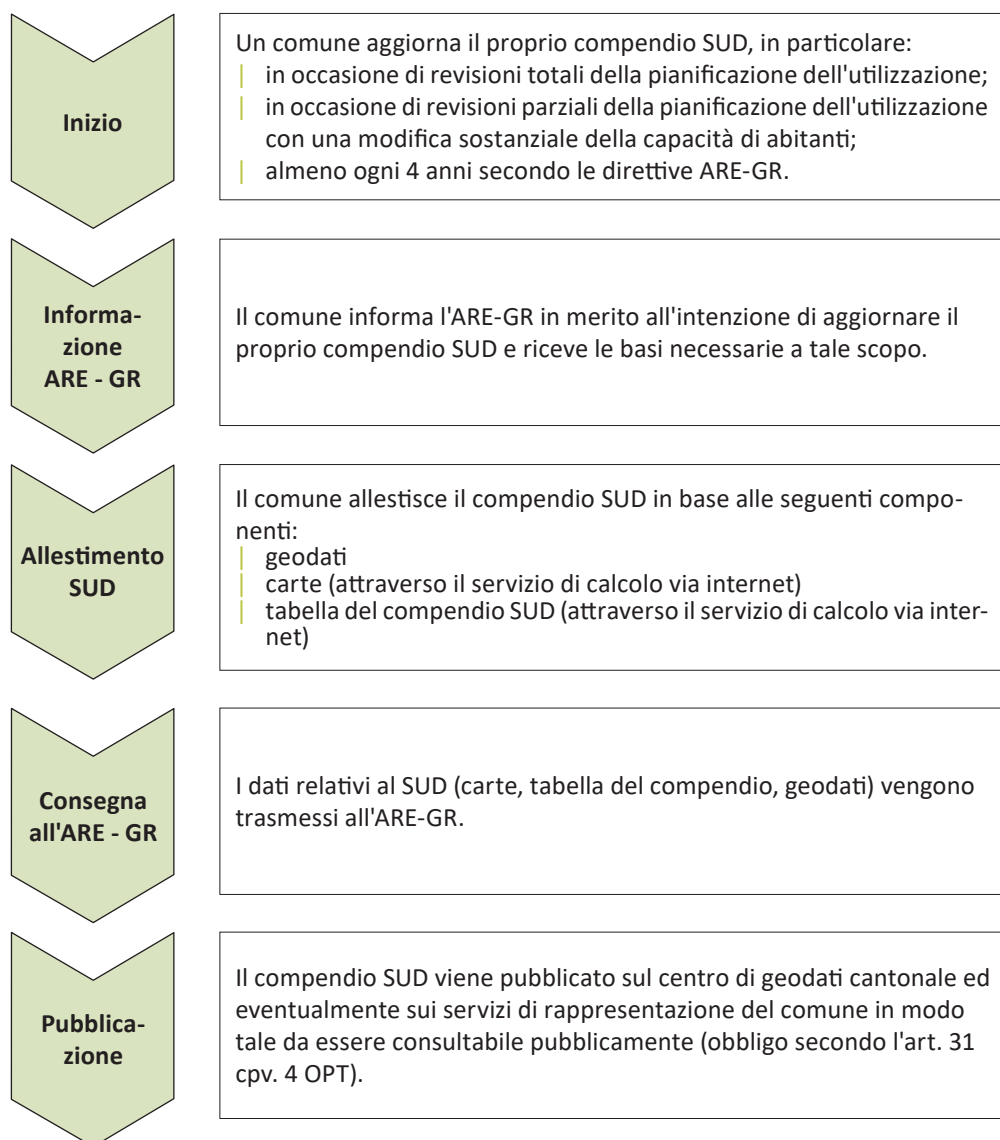 Inizio
Un comune aggiorna il proprio compendio SUD, in particolare:
| in occasione di revisioni totali della pianificazione dell'utilizzazione;
| in occasione di revisioni parziali della pianificazione dell'utilizzazione
con una modifica sostanziale della capacità di abitanti;
| almeno ogni 4 anni secondo le direttive ARE-GR.
Informa-
zione
ARE - GR
Il comune informa l'ARE-GR in merito all'intenzione di aggiornare il
proprio compendio SUD e riceve le basi necessarie a tale scopo.
Allestimento
SUD
Il comune allestisce il compendio SUD in base alle seguenti compo-
nenti:
| geodati
| carte (attraverso il servizio di calcolo via internet)
| tabella del compendio SUD (attraverso il servizio di calcolo via inter-
net)
Consegna
all'ARE - GR
I dati relativi al SUD (carte, tabella del compendio, geodati) vengono
trasmessi all'ARE-GR.
Pubblica-
zione
Il compendio SUD viene pubblicato sul centro di geodati cantonale ed
eventualmente sui servizi di rappresentazione del comune in modo
tale da essere consultabile pubblicamente (obbligo secondo l'art. 31
cpv. 4 OPT).